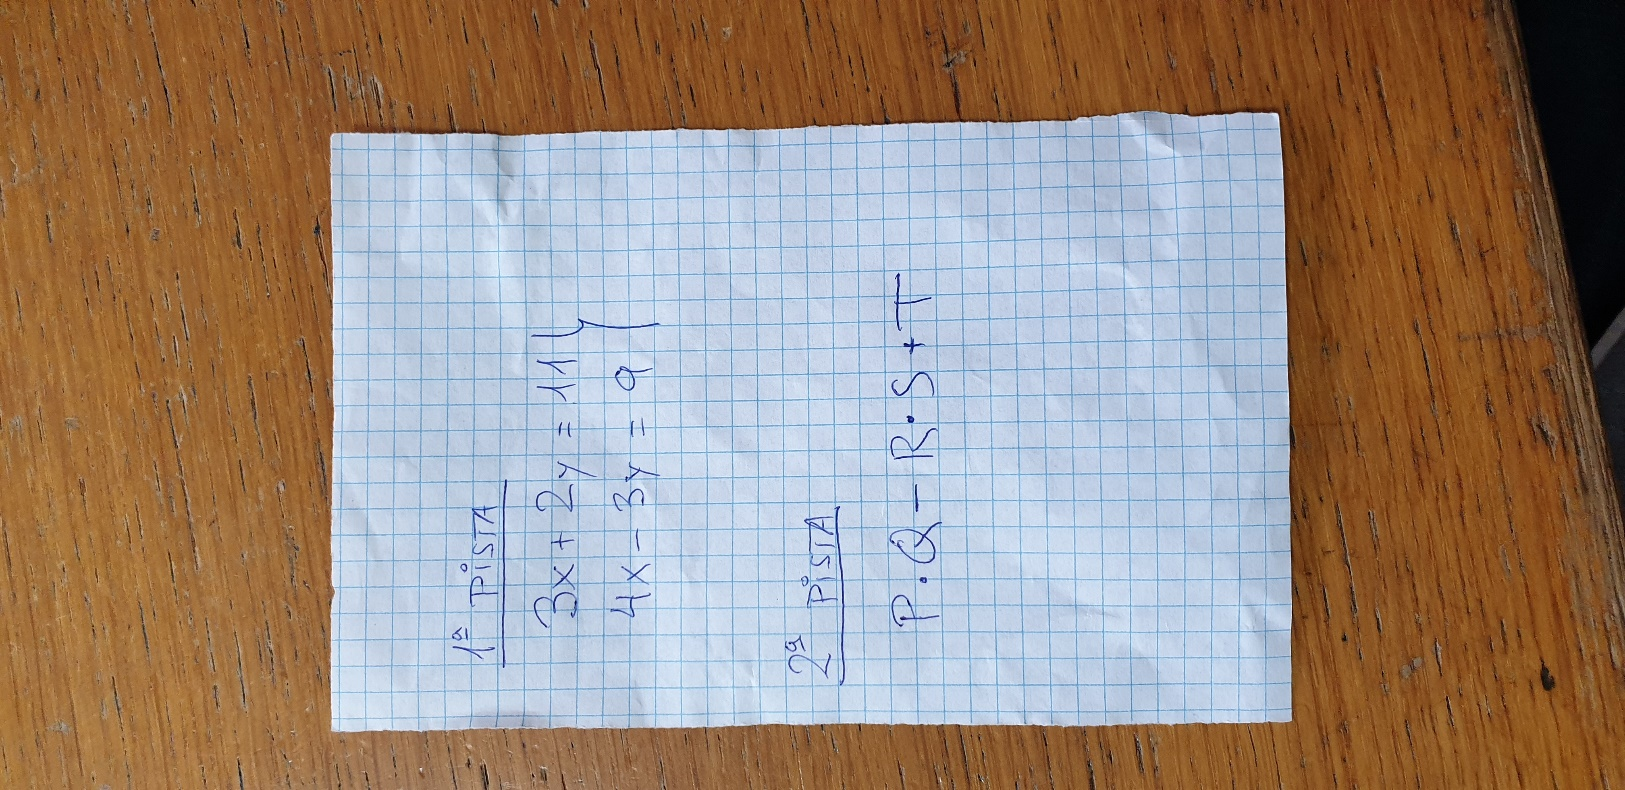 1ª PISTA
3x + 2y = 11}
4x - 3y = 9
2ª PISTA
P·Q - R·S + T